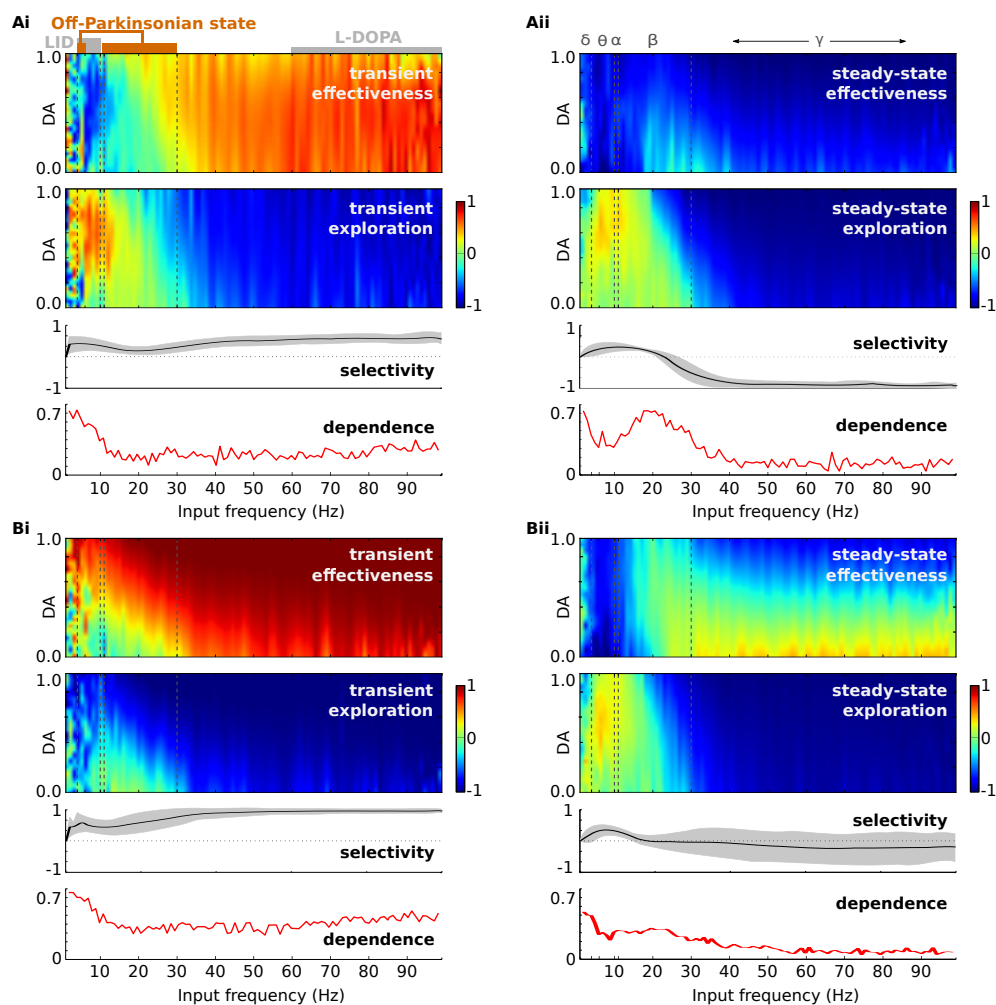 Ai
Off-Parkinsonian state
LID
L-DOPA
1.0
DA
0.0
transient
effectiveness
1.0
DA
0.0
transient
exploration
1
0
-1
1
-1
selectivity
0.7
0
dependence
10 20 30 40 50 60 70 80 90
Input frequency (Hz)
Aii
δ θ α β γ
1.0
DA
0.0
steady-state
effectiveness
1.0
DA
0.0
steady-state
exploration
1
0
-1
1
-1
selectivity
0.7
0
dependence
10 20 30 40 50 60 70 80 90
Input frequency (Hz)
Bi
1.0
DA
0.0
transient
effectiveness
1.0
DA
0.0
transient
exploration
1
0
-1
1
-1
selectivity
0.7
0
dependence
10 20 30 40 50 60 70 80 90
Input frequency (Hz)
Bii
1.0
DA
0.0
steady-state
effectiveness
1.0
DA
0.0
steady-state
exploration
1
0
-1
1
-1
selectivity
0.7
0
dependence
10 20 30 40 50 60 70 80 90
Input frequency (Hz)